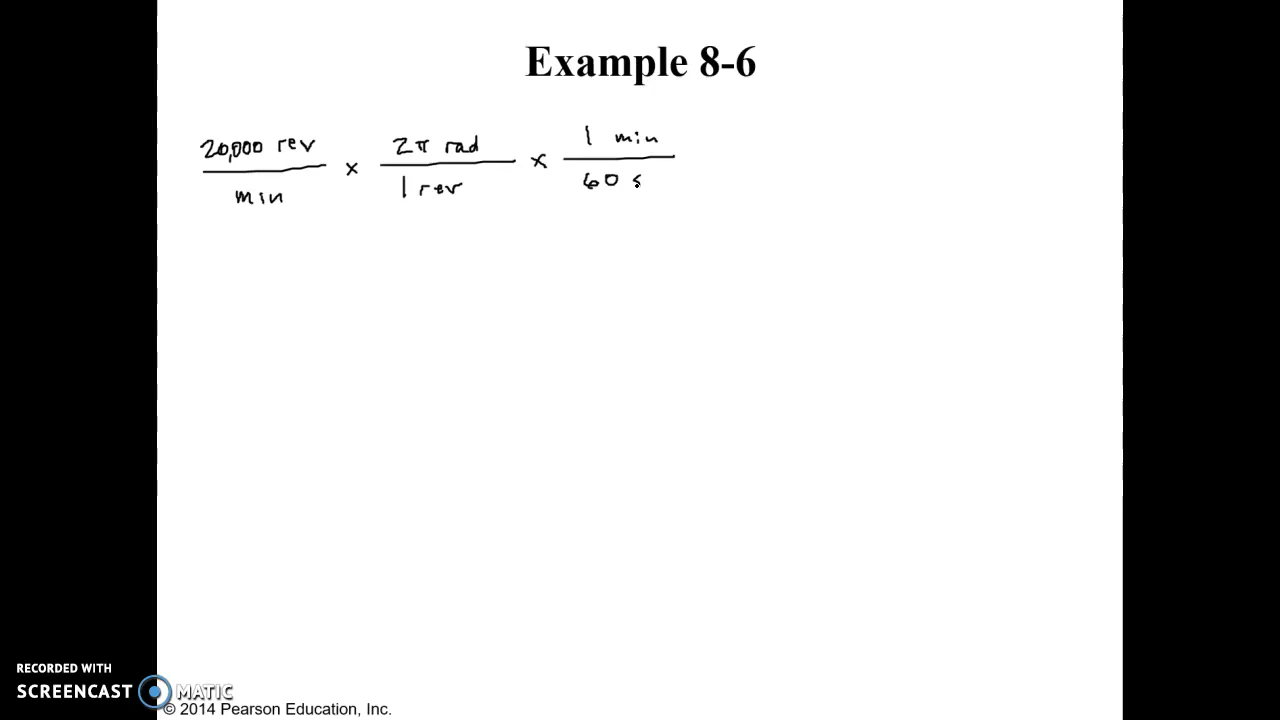 Example 8-6
20,000 rev × 2π rad × 1 min
min 1 rev 60 s
RECORDED WITH
SCREENCAST MATIC
© 2014 Pearson Education, Inc.